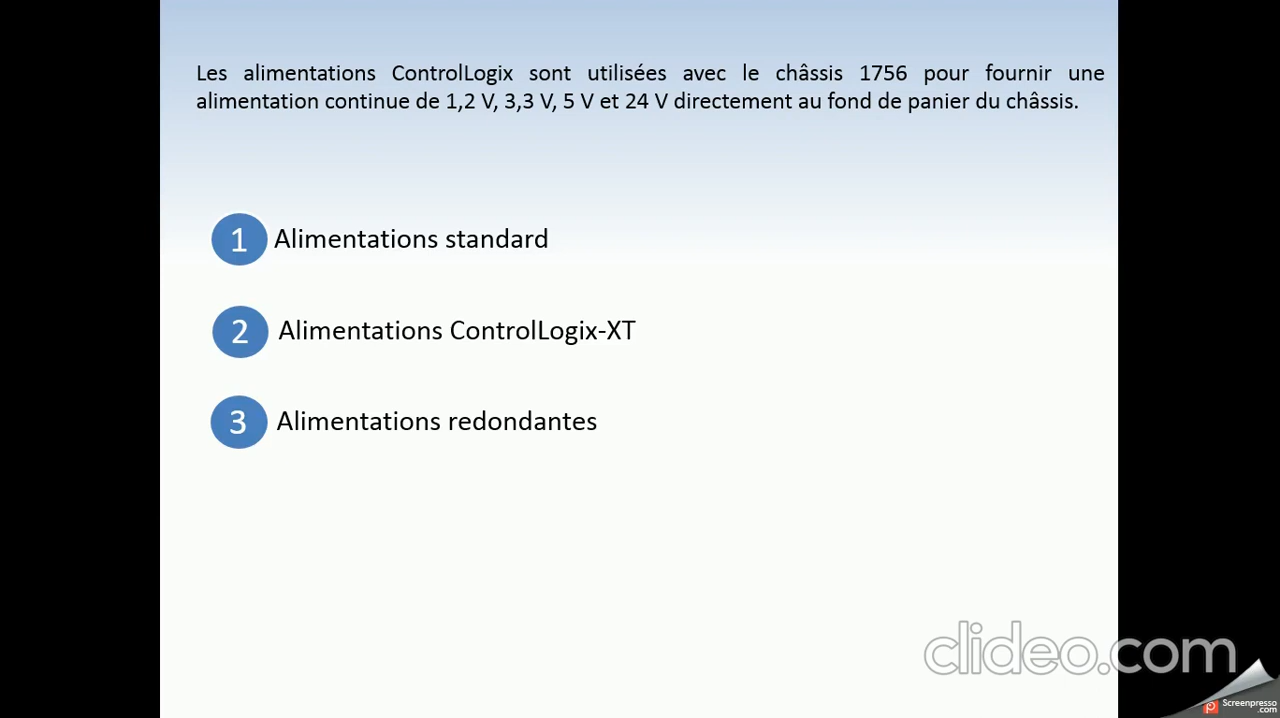 Les alimentations ControlLogix sont utilisées avec le châssis 1756 pour fournir une
alimentation continue de 1,2 V, 3,3 V, 5 V et 24 V directement au fond de panier du châssis.
1 Alimentations standard
2 Alimentations ControlLogix-XT
3 Alimentations redondantes
clideo.com
Screenpresso
.com